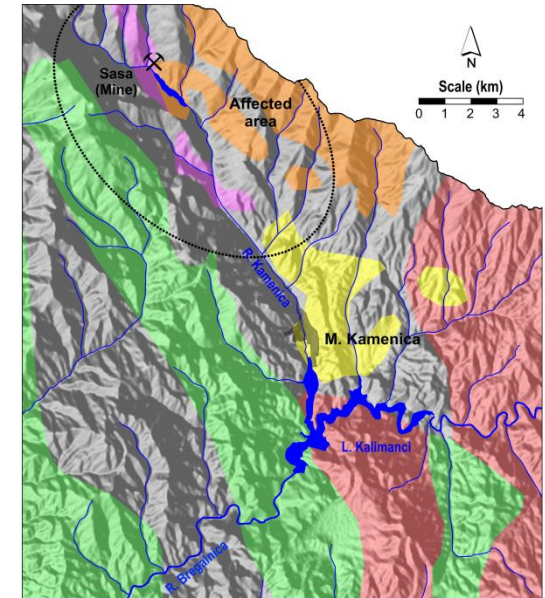 Sasa
(Mine)
Affected
area
N
Scale (km)
0 1 2 3 4
R. Kamenica
M. Kamenica
L. Kalimanci
R. Bregalnica